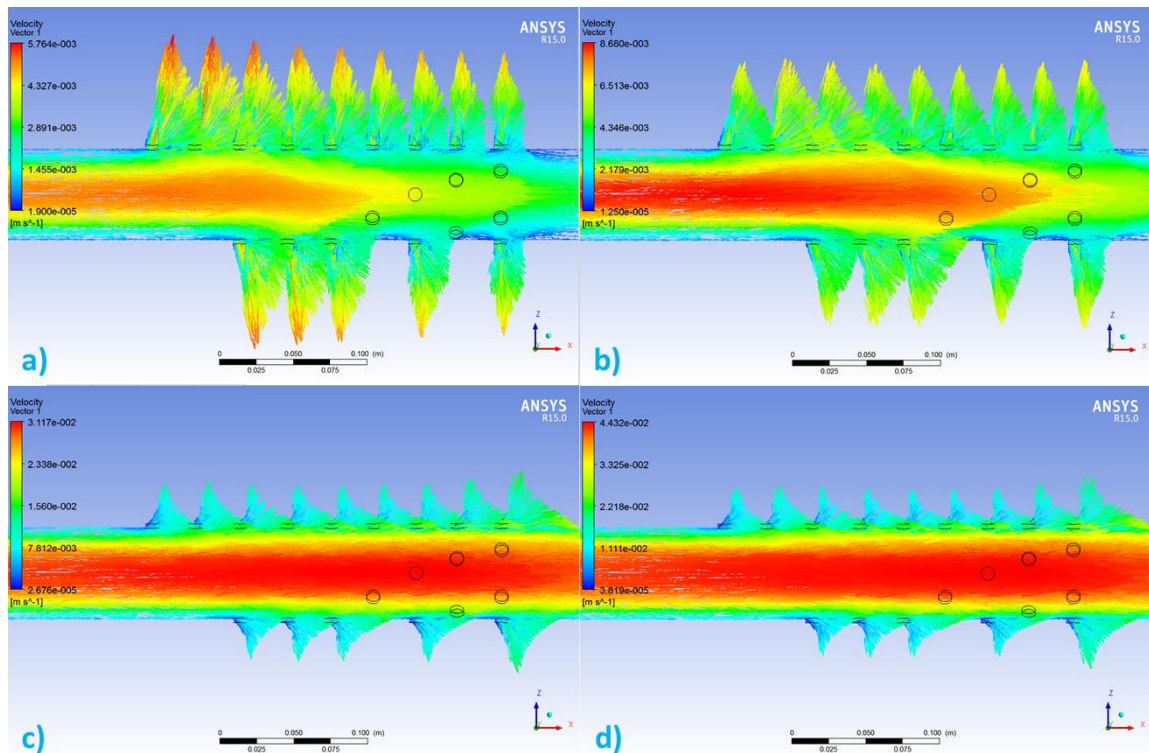 Velocity
Vector 1
5.764e-003
4.327e-003
2.891e-003
1.455e-003
1.900e-005
[m s^-1]
ANSYS
R15.0
Z
Y
X
0
0.050
0.100 (m)
0.025
0.075
a)
Velocity
Vector 1
8.680e-003
6.513e-003
4.346e-003
2.179e-003
1.250e-005
[m s^-1]
ANSYS
R15.0
Z
Y
X
0
0.050
0.100 (m)
0.025
0.075
b)
Velocity
Vector 1
3.117e-002
2.338e-002
1.560e-002
7.812e-003
2.676e-005
[m s^-1]
ANSYS
R15.0
Z
Y
X
0
0.050
0.100 (m)
0.025
0.075
c)
Velocity
Vector 1
4.432e-002
3.325e-002
2.218e-002
1.111e-002
3.819e-005
[m s^-1]
ANSYS
R15.0
Z
Y
X
0
0.050
0.100 (m)
0.025
0.075
d)